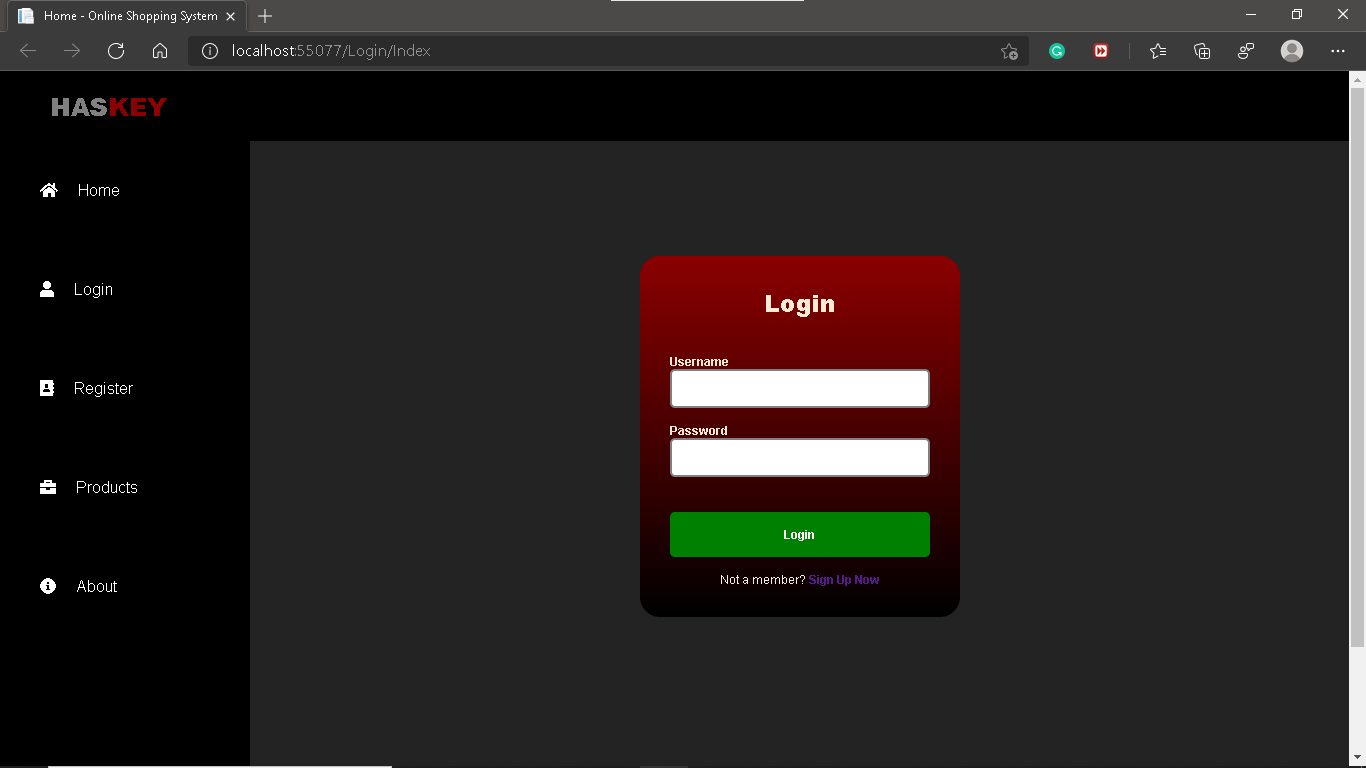 Home - Online Shopping System
localhost:55077/Login/Index
HASKEY
Home
Login
Register
Products
About
Login
Username
Password
Login
Not a member? Sign Up Now